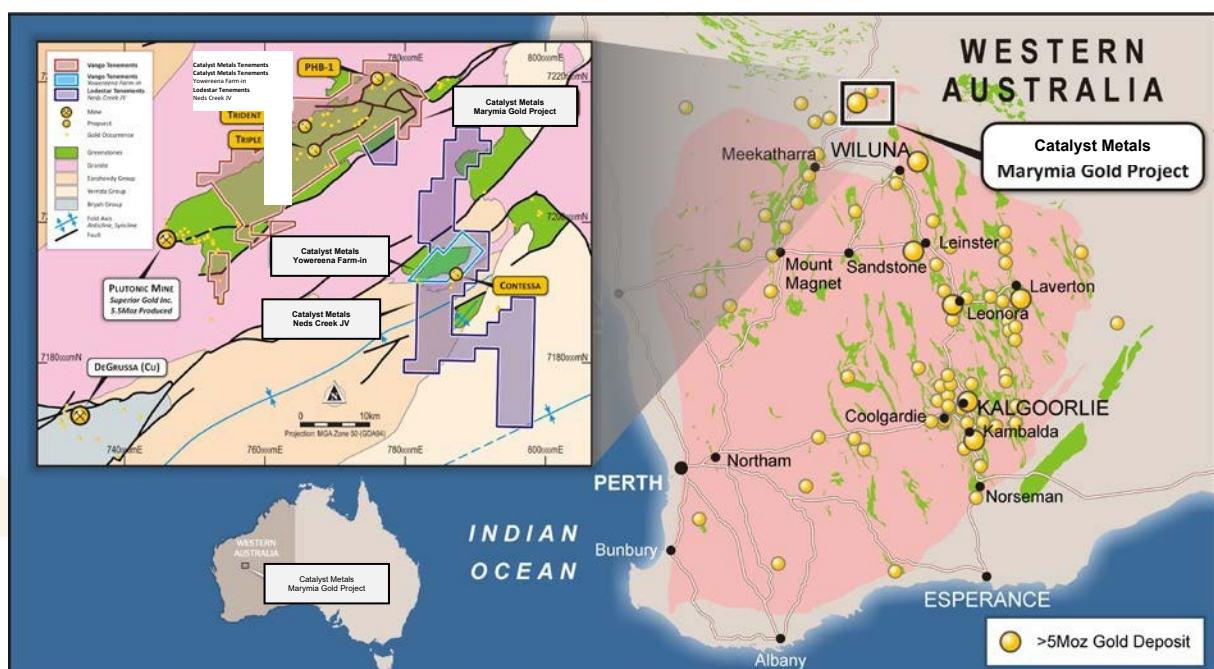 Vango Tenements
Vango Tenements
Yowereena Farm-in
Lodestar Tenements
Neds Creek JV
Mine
Prospect
Gold Occurrence
Greenstones
Granite
Earaheedy Group
Yerrida Group
Bryah Group
Fold Axis
Anticline, Syncline
Fault
Catalyst Metals Tenements
Catalyst Metals Tenements
Yowereena Farm-in
Lodestar Tenements
Neds Creek JV
PHB-1
TRIDENT
TRIPLE
780000mE
800000mE
7220000mN
Catalyst Metals
Marymia Gold Project
7200
7200
mN
PLUTONIC MINE
Superior Gold Inc.
5.5Moz Produced
Catalyst Metals
Yowereena Farm-in
CONTESSA
Catalyst Metals
Neds Creek JV
7180000mN
7180000mN
DEGRUSSA (CU)
N
0 10km
Projection: MGA Zone 50 (GDA94)
740000mE
760000mE
780000mE
800000mE
WESTERN
AUSTRALIA
Catalyst Metals
Marymia Gold Project
Meekatharra
WILUNA
Leinster
Mount
Magnet
Sandstone
Laverton
Leonora
KALGOORLIE
Coolgardie
Kambalda
Northam
PERTH
Norseman
INDIAN
OCEAN
Bunbury
ESPERANCE
Albany
>5Moz Gold Deposit
WESTERN
AUSTRALIA
Catalyst Metals
Marymia Gold Project